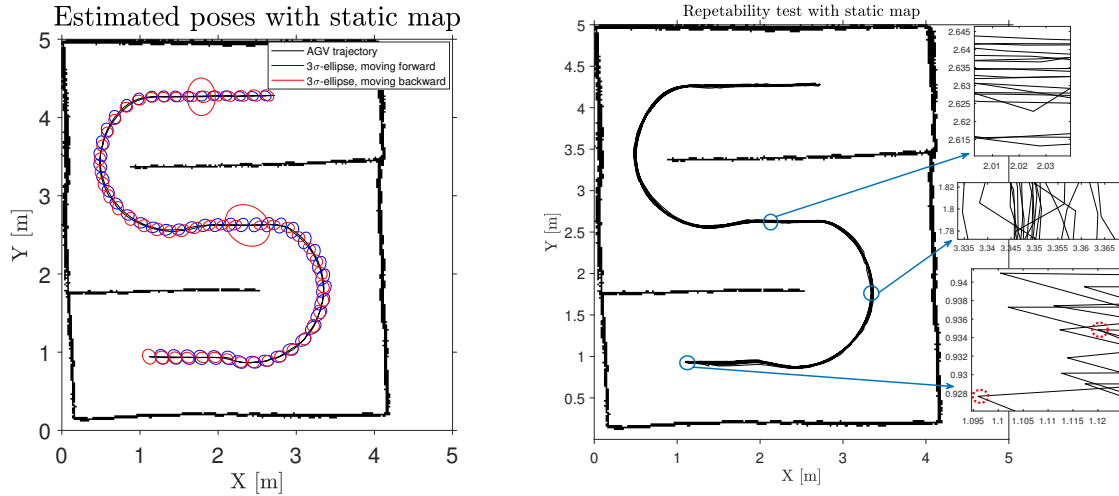 Estimated poses with static map
AGV trajectory
3σ-ellipse, moving forward
3σ-ellipse, moving backward
5
4
3
2
1
0
Y [m]
0 1 2 3 4 5
X [m]
Repetability test with static map
5
4.5
4
3.5
3
2.5
2
1.5
1
0.5
Y [m]
0 1 2 3 4 5
X [m]
2.645
2.64
2.635
2.63
2.625
2.62
2.615
2.01 2.02 2.03
1.82
1.8
1.78
3.335 3.34 3.345 3.35 3.355 3.36 3.365
0.94
0.938
0.936
0.934
0.932
0.93
0.928
1.095 1.1 1.105 1.11 1.115 1.12